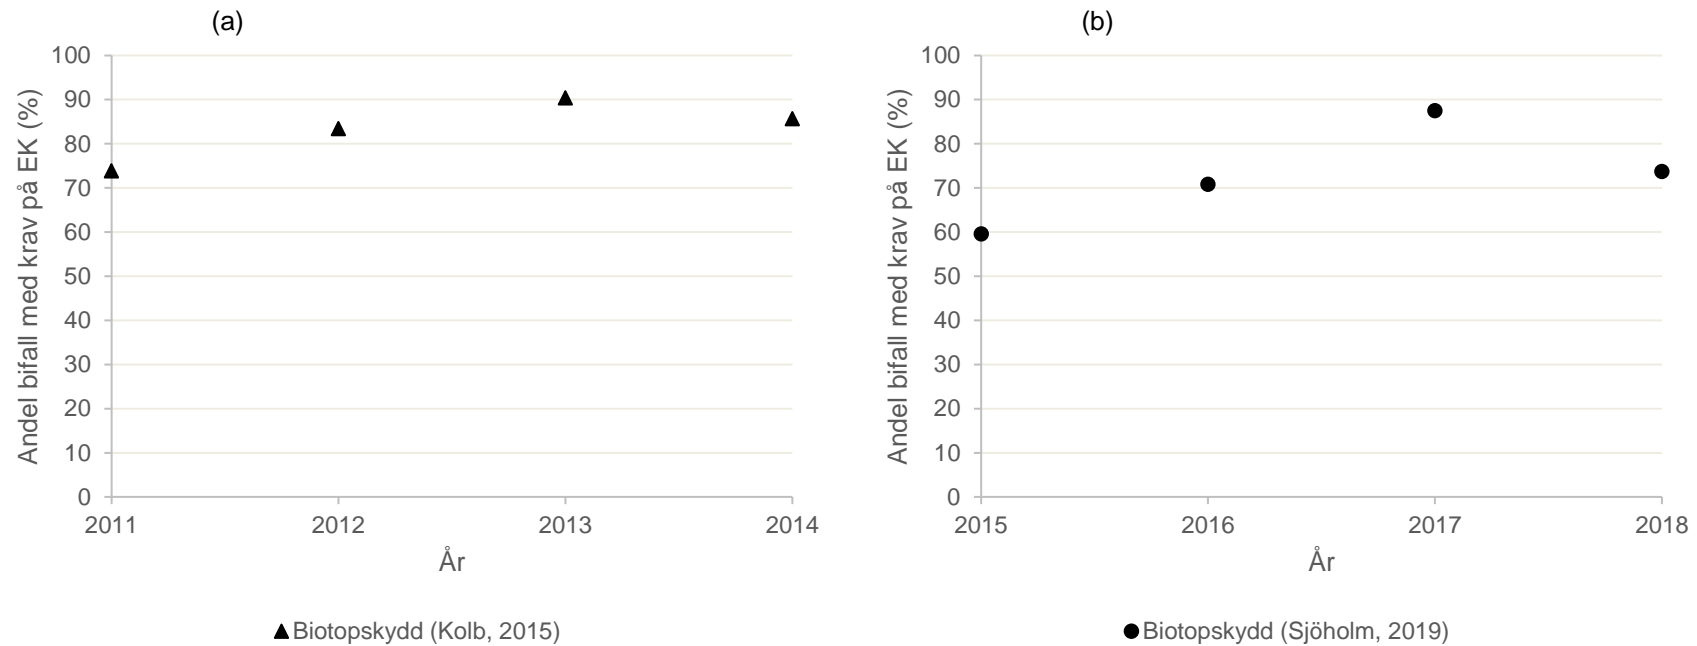 (a)
100
90
80
70
60
50
40
30
20
10
0
Andel bifall med krav på EK (%)
2011 2012 2013 2014
År
▲Biotopskydd (Kolb, 2015)
(b)
100
90
80
70
60
50
40
30
20
10
0
Andel bifall med krav på EK (%)
2015 2016 2017 2018
År
●Biotopskydd (Sjöholm, 2019)